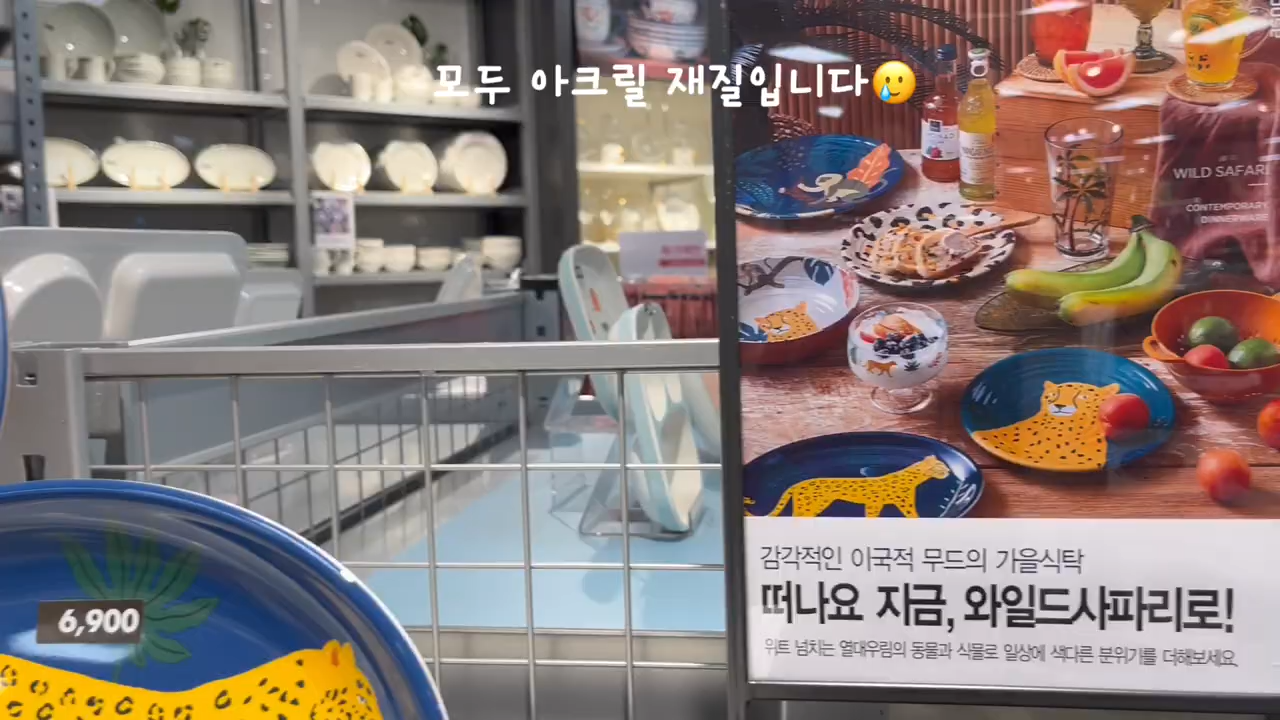 모두 아크릴 재질입니다🥲
WILD SAFARI
CONTEMPORARY
DINNERWARE
6,900
감각적인 이국적 무드의 가을식탁
떠나요 지금, 와일드사파리로!
위트 넘치는 열대우림의 동물과 식물로 일상에 색다른 분위기를 더해보세요.